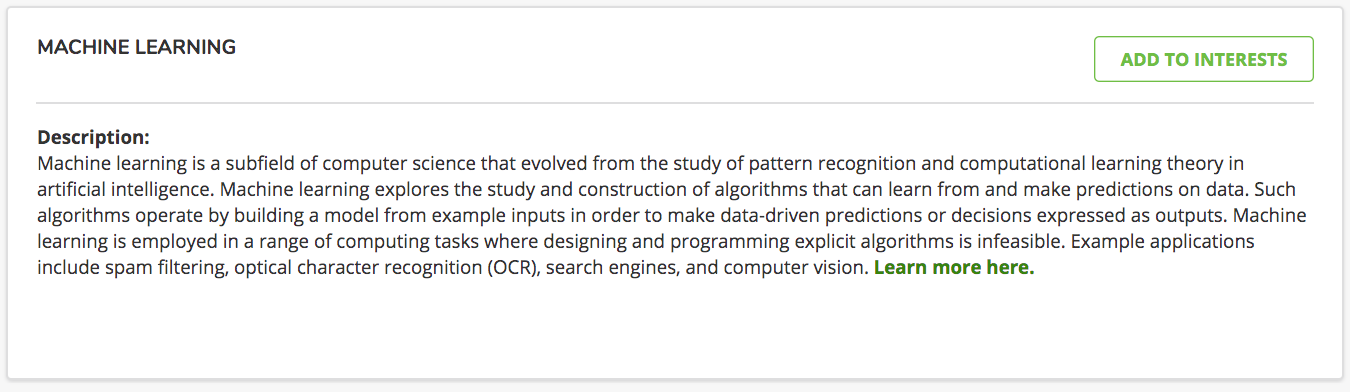 MACHINE LEARNING
ADD TO INTERESTS
Description:
Machine learning is a subfield of computer science that evolved from the study of pattern recognition and computational learning theory in
artificial intelligence. Machine learning explores the study and construction of algorithms that can learn from and make predictions on data. Such
algorithms operate by building a model from example inputs in order to make data-driven predictions or decisions expressed as outputs. Machine
learning is employed in a range of computing tasks where designing and programming explicit algorithms is infeasible. Example applications
include spam filtering, optical character recognition (OCR), search engines, and computer vision. Learn more here.